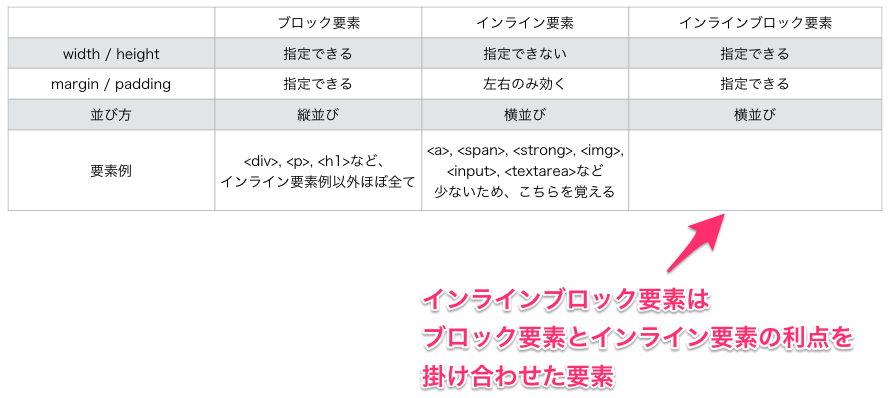 ブロック要素 インライン要素 インラインブロック要素
width / height 指定できる 指定できない 指定できる
margin / padding 指定できる 左右のみ効く 指定できる
並び方 縦並び 横並び 横並び
要素例
<div>, <p>, <h1>など、
インライン要素例以外ほぼ全て
<a>, <span>, <strong>, <img>,
<input>, <textarea>など
少ないため、こちらを覚える
インラインブロック要素は
ブロック要素とインライン要素の利点を
掛け合わせた要素